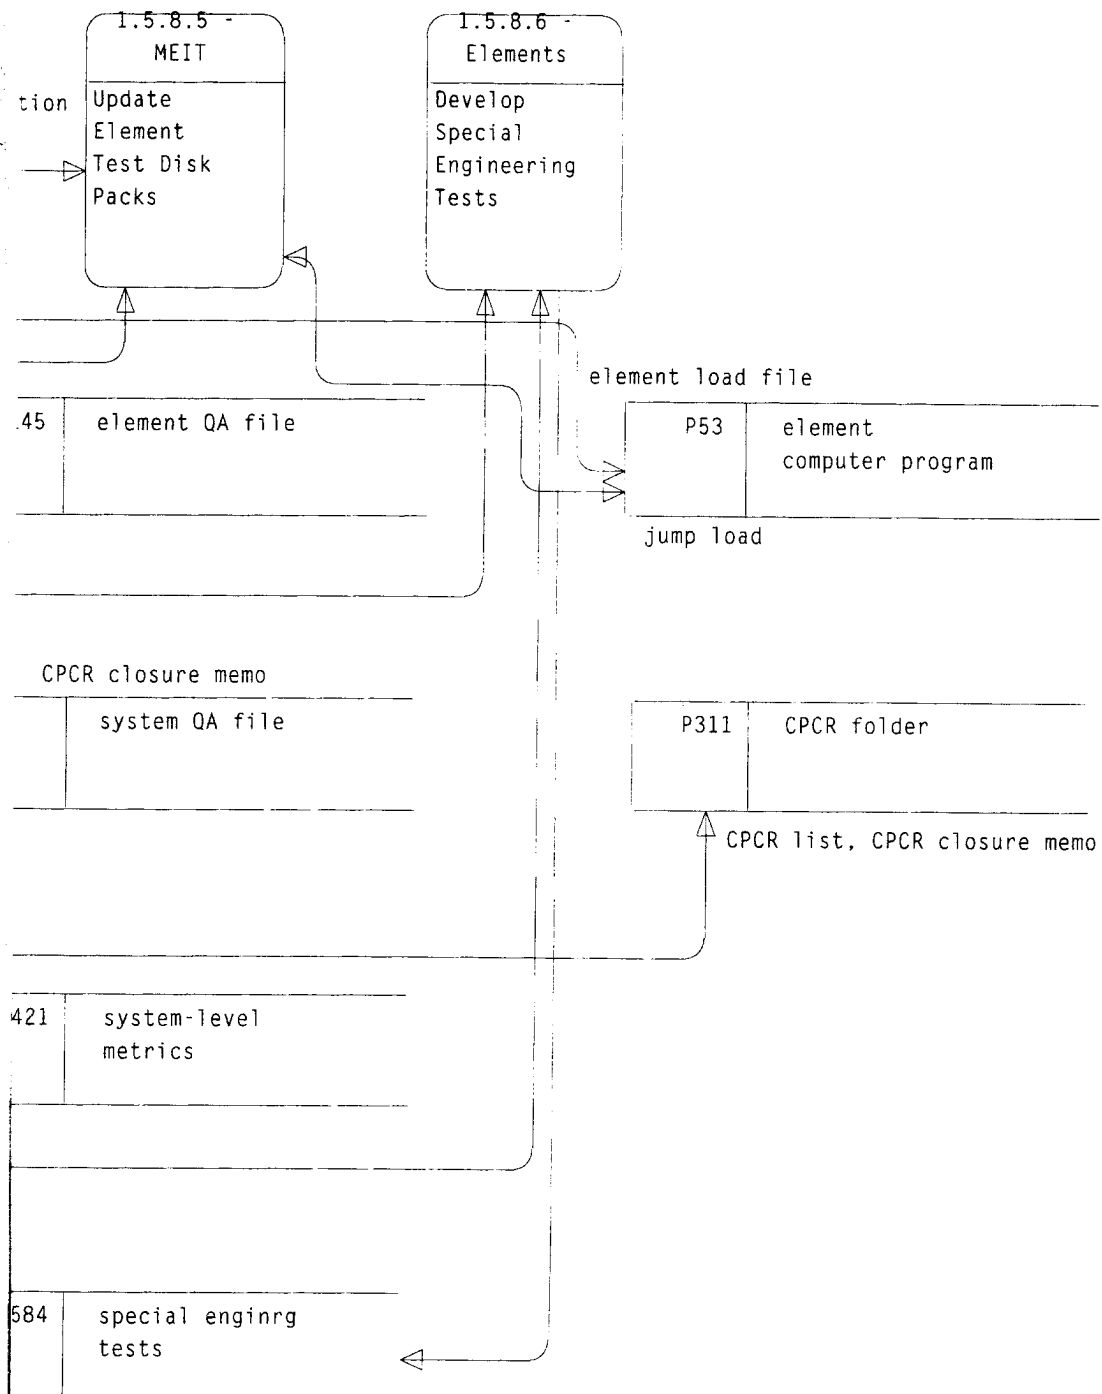 1.5.8.5 -
MEIT
Update
Element
Test Disk
Packs
1.5.8.6 -
Elements
Develop
Special
Engineering
Tests
tion
element load file
.45
element QA file
P53
element
computer program
jump load
CPCR closure memo
system QA file
P311
CPCR folder
CPCR list, CPCR closure memo
421
system-level
metrics
584
special enginrg
tests